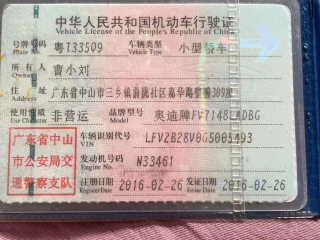 中华人民共和国机动车行驶证
Vehicle License of the People's Republic of China
号牌号码 粤T33509 车辆类型 小型轿车
Plate No. Vehicle Type
所有人 曹小刘
Owner
住址 广东省中山市三乡镇前陇社区嘉华路
Address
使用性质 非营运 品牌型号 奥迪牌FV7148LADBG
Use Character Model
广东省中山
市公安局交
通警察支队
车辆识别代号 LFV2B28V0G5005493
VIN
发动机号码 N33461
Engine No.
注册日期 2016-02-26 发证日期 2016-02-26
Register Date Issue Date